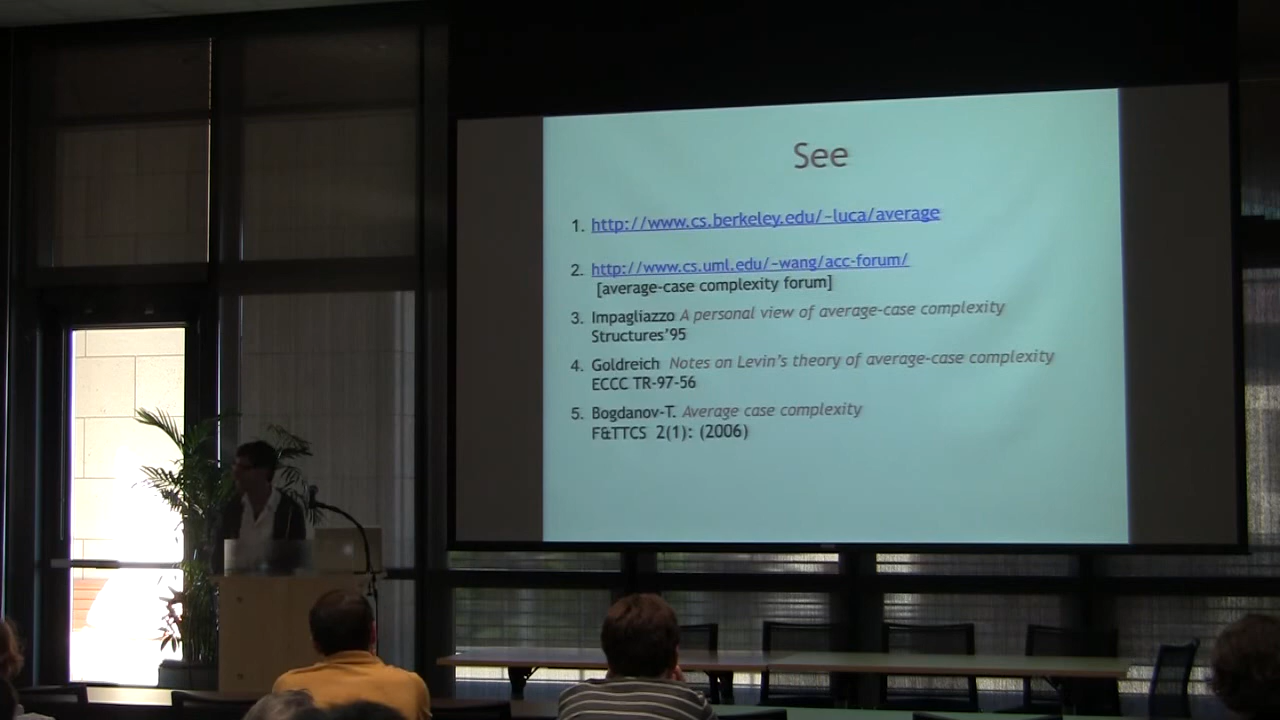 See
1. http://www.cs.berkeley.edu/~luca/average
2. http://www.cs.uml.edu/~wang/acc-forum/
[average-case complexity forum]
3. Impagliazzo A personal view of average-case complexity
Structures'95
4. Goldreich Notes on Levin's theory of average-case complexity
ECCC TR-97-56
5. Bogdanov-T. Average case complexity
F&TTCS 2(1): (2006)